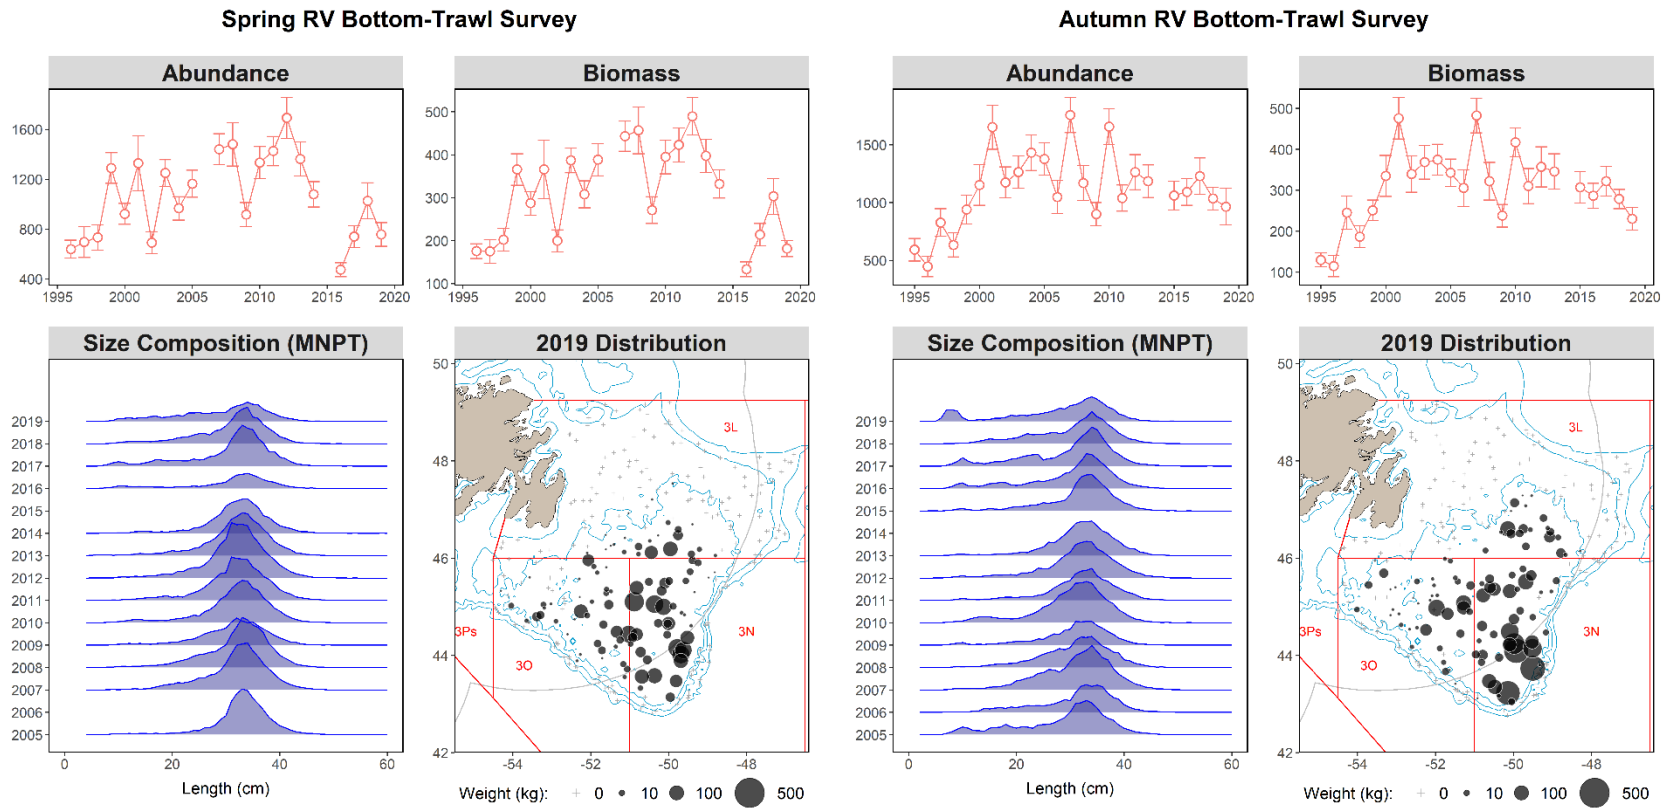 Spring RV Bottom-Trawl Survey
Autumn RV Bottom-Trawl Survey
Abundance
Biomass
Abundance
Biomass
1600
1200
800
400
1995 2000 2005 2010 2015 2020
500
400
300
200
100
1995 2000 2005 2010 2015 2020
1500
1000
500
1995 2000 2005 2010 2015 2020
500
400
300
200
100
1995 2000 2005 2010 2015 2020
Size Composition (MNPT)
2019 Distribution
Size Composition (MNPT)
2019 Distribution
2019
2018
2017
2016
2015
2014
2013
2012
2011
2010
2009
2008
2007
2006
2005
0 20 40 60
Length (cm)
50
48
46
44
42
3L
3N
3O
3Ps
-54 -52 -50 -48
Weight (kg): 0 10 100 500
2019
2018
2017
2016
2015
2014
2013
2012
2011
2010
2009
2008
2007
2006
2005
0 20 40 60
Length (cm)
50
48
46
44
42
3L
3N
3O
3Ps
-54 -52 -50 -48
Weight (kg): 0 10 100 500